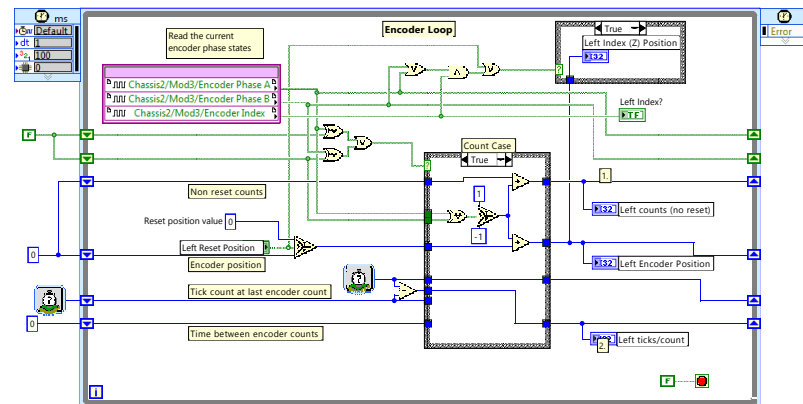 ms
Default
dt 1
100
0
Read the current
encoder phase states
Encoder Loop
True
Left Index (Z) Position
I32
Error
Chassis2/Mod3/Encoder Phase A
Chassis2/Mod3/Encoder Phase B
Chassis2/Mod3/Encoder Index
Left Index?
TF
F
Count Case
True
?
Non reset counts
1
1.
I32 Left counts (no reset)
Reset position value 0
-1
0
Left Reset Position
Encoder position
I32 Left Encoder Position
Tick count at last encoder count
0
Time between encoder counts
2.
Left ticks/count
F
i